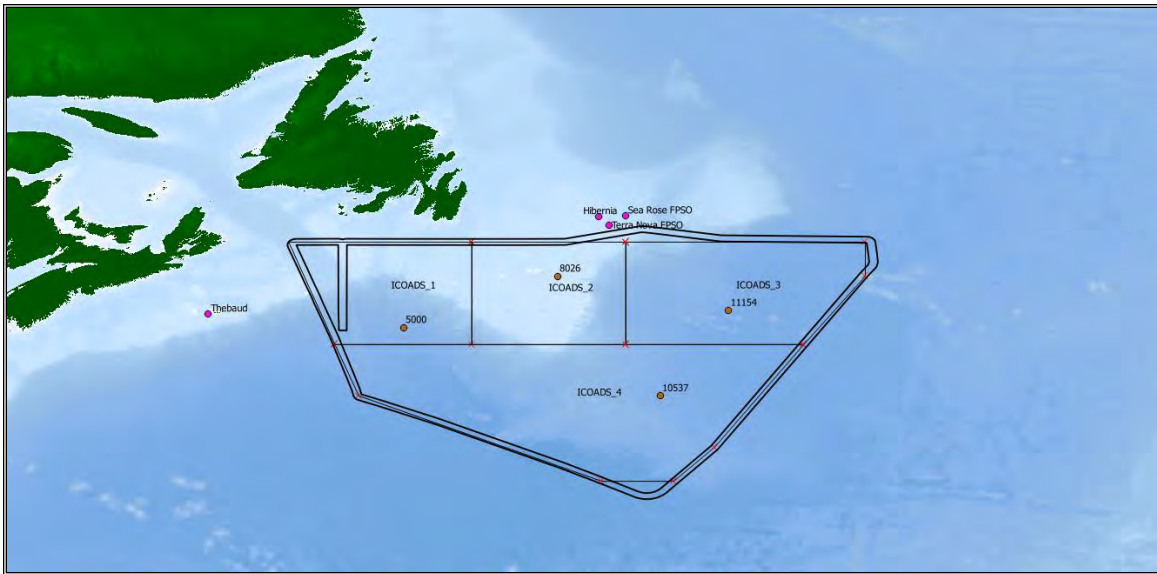 Hibernia
Sea Rose FPSO
Terra Nova FPSO
8026
ICOADS_1
ICOADS_2
ICOADS_3
Thebaud
11154
5000
ICOADS_4
10537